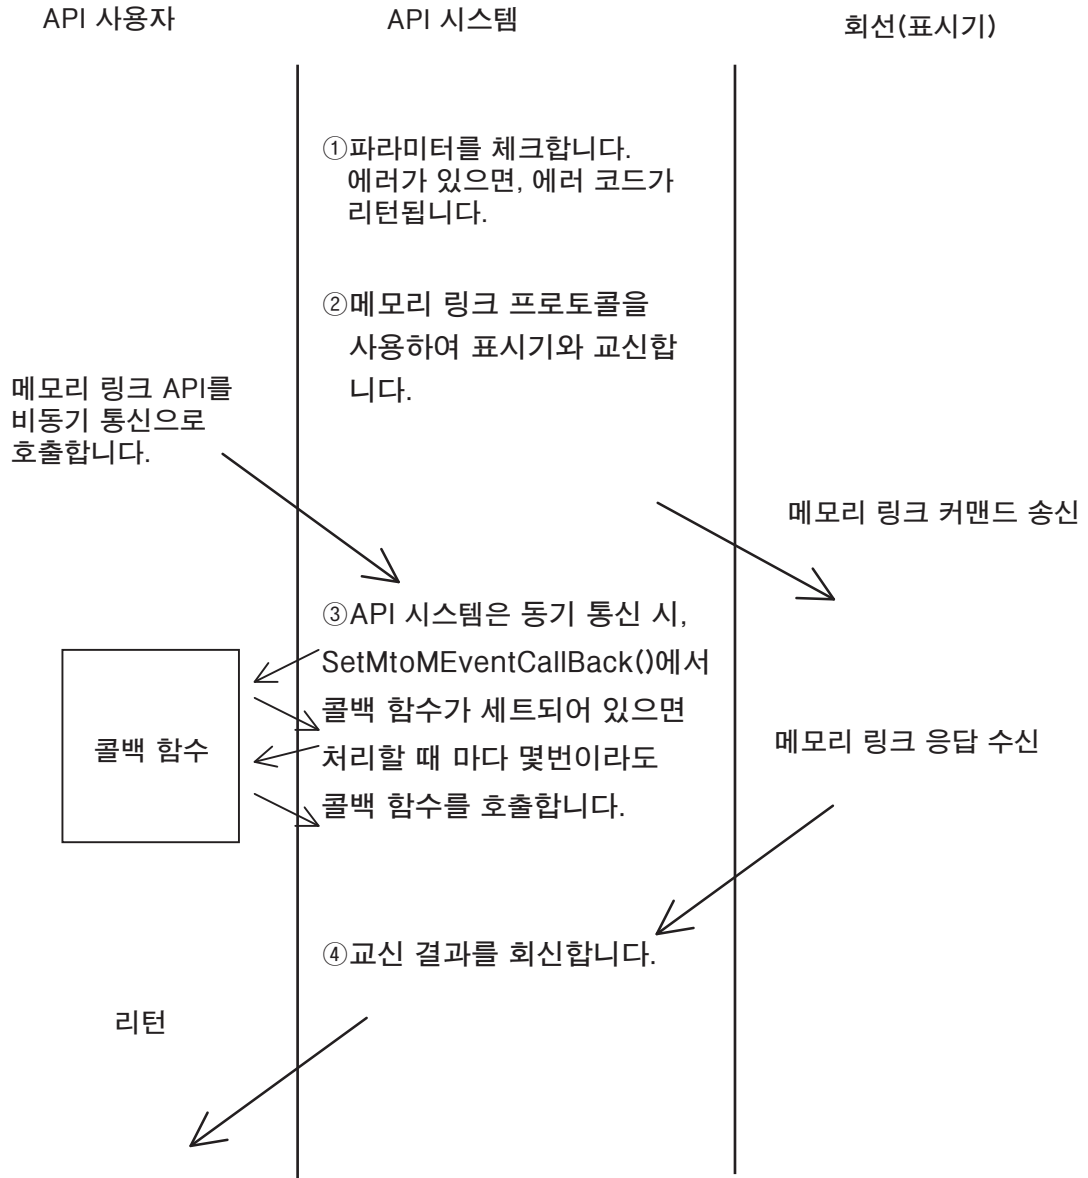 API 사용자
API 시스템
회선(표시기)
①파라미터를 체크합니다.
에러가 있으면, 에러 코드가
리턴됩니다.
②메모리 링크 프로토콜을
사용하여 표시기와 교신합
니다.
메모리 링크 API를
비동기 통신으로
호출합니다.
메모리 링크 커맨드 송신
③API 시스템은 동기 통신 시,
SetMtoMEventCallBack()에서
콜백 함수가 세트되어 있으면
처리할 때 마다 몇번이라도
콜백 함수를 호출합니다.
콜백 함수
메모리 링크 응답 수신
④교신 결과를 회신합니다.
리턴